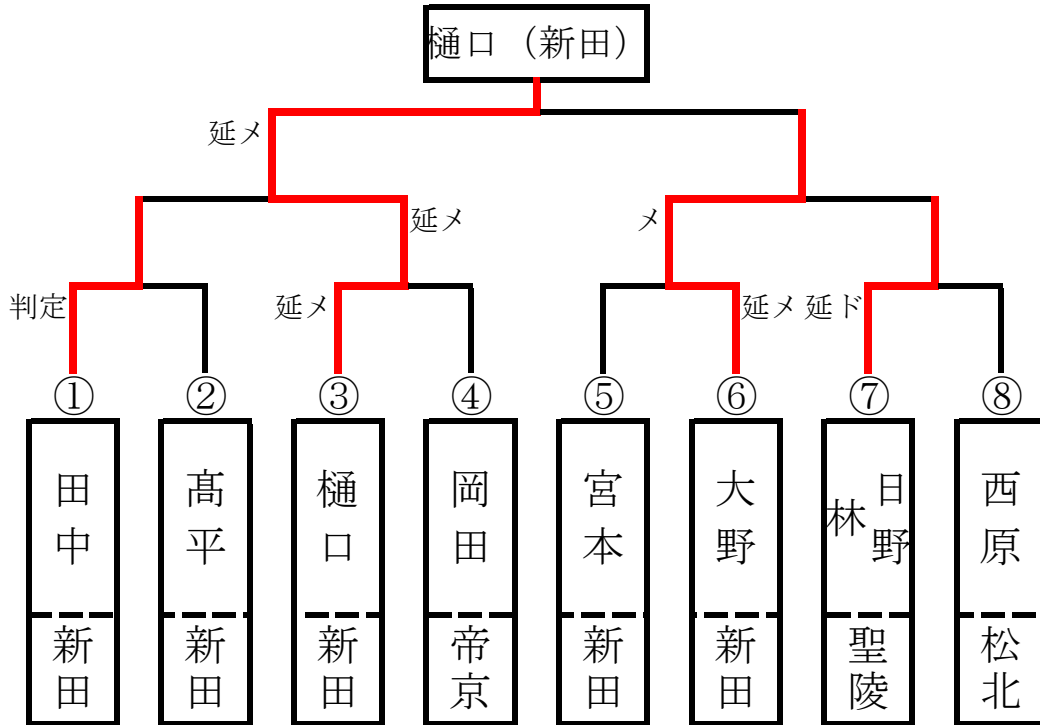 樋口（新田）
延メ
延メ
メ
判定
延メ
延メ
延ド
①
②
③
④
⑤
⑥
⑦
⑧
田中
髙平
樋口
岡田
宮本
大野
日野林
西原
新田
新田
新田
帝京
新田
新田
聖陵
松北